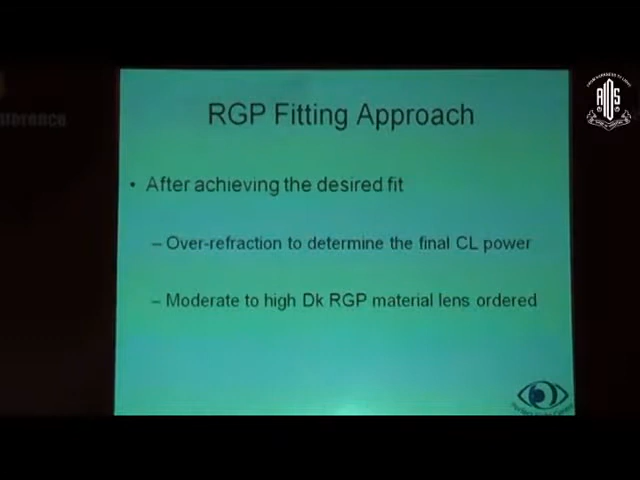 RGP Fitting Approach
• After achieving the desired fit
– Over-refraction to determine the final CL power
– Moderate to high Dk RGP material lens ordered